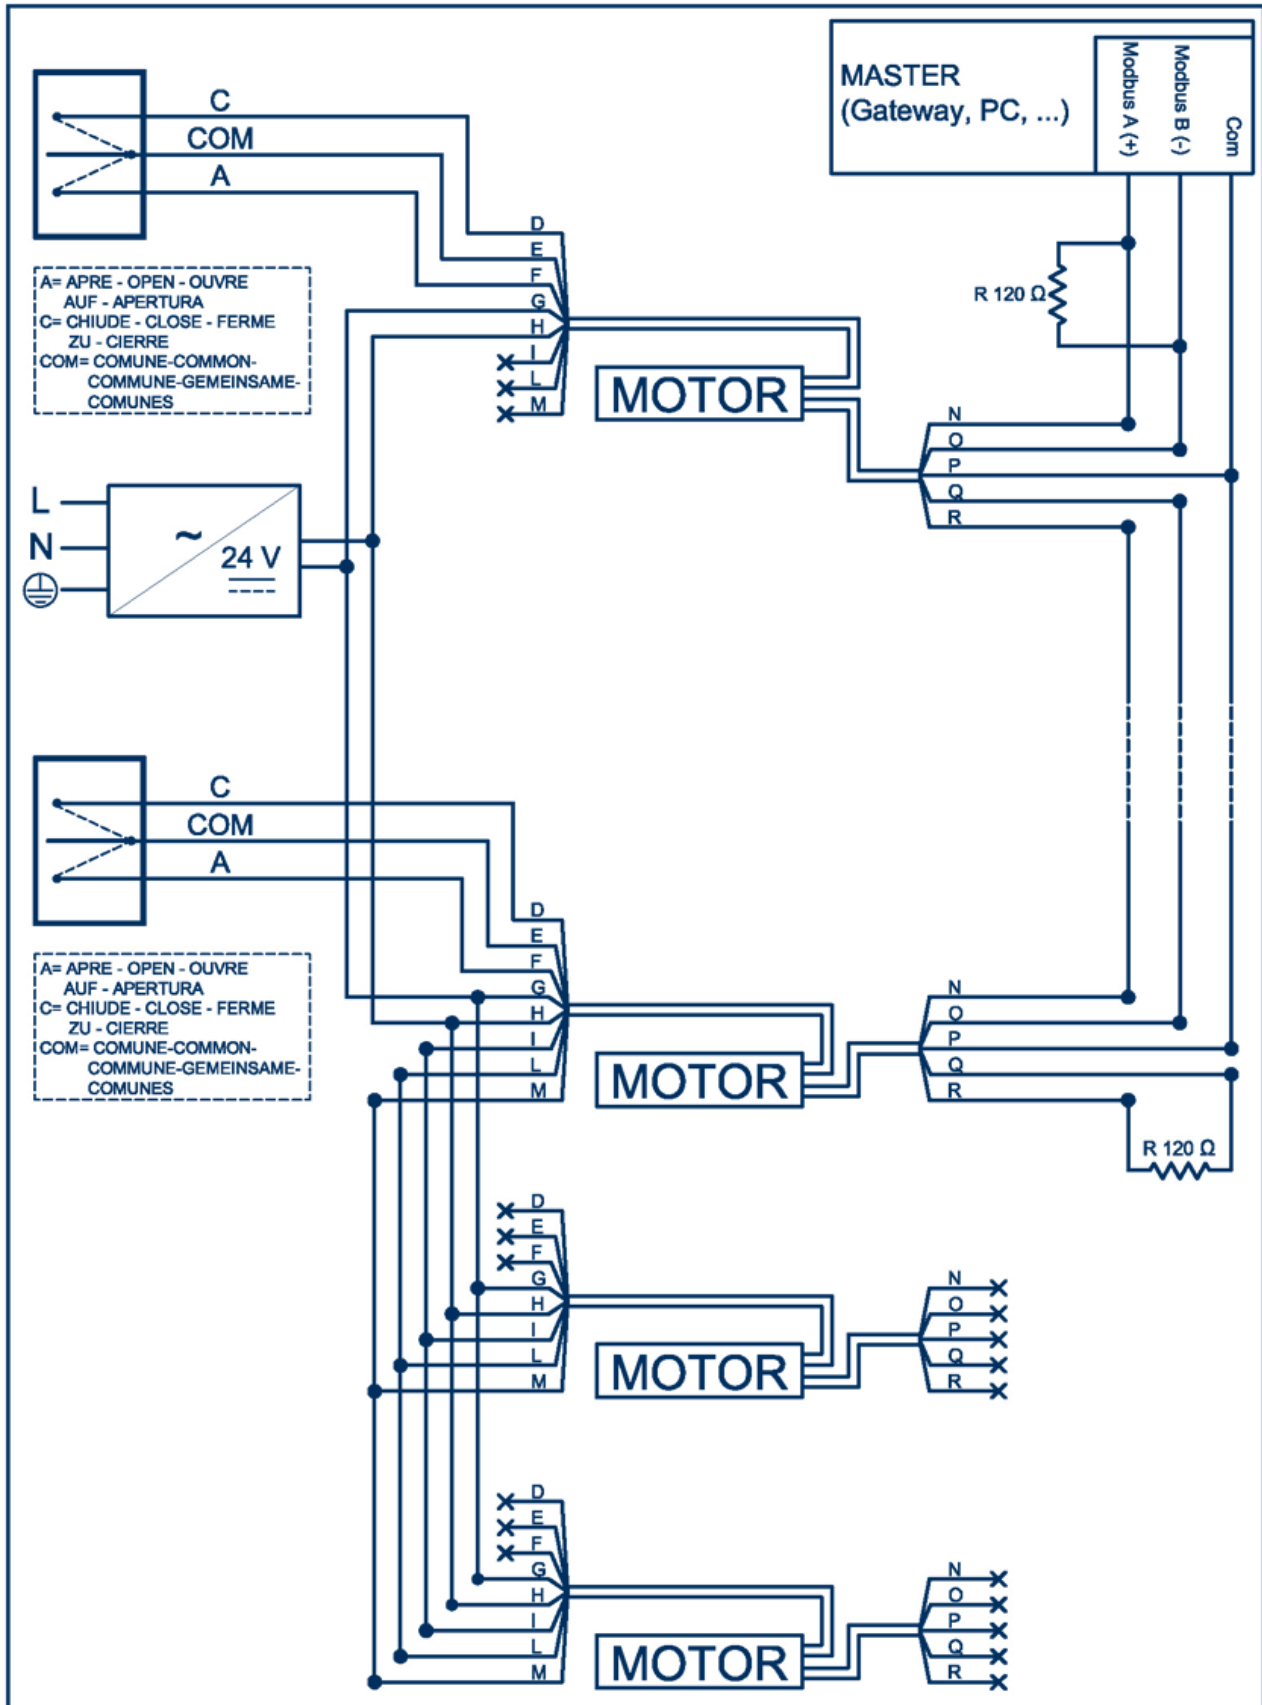 MASTER
(Gateway, PC, ...)
Modbus A (+)
Modbus B (-)
Com
C
COM
A
D
E
F
G
H
I
L
M
A= APRE - OPEN - OUVRE
AUF - APERTURA
C= CHIUDE - CLOSE - FERME
ZU - CIERRE
COM= COMUNE-COMMON-
COMMUNE-GEMEINSAME-
COMUNES
R 120 Ω
MOTOR
N
O
P
Q
R
L
N
~
24 V
C
COM
A
D
E
F
G
H
I
L
M
A= APRE - OPEN - OUVRE
AUF - APERTURA
C= CHIUDE - CLOSE - FERME
ZU - CIERRE
COM= COMUNE-COMMON-
COMMUNE-GEMEINSAME-
COMUNES
MOTOR
N
O
P
Q
R
R 120 Ω
D
E
F
G
H
I
L
M
MOTOR
N
O
P
Q
R
D
E
F
G
H
I
L
M
MOTOR
N
O
P
Q
R